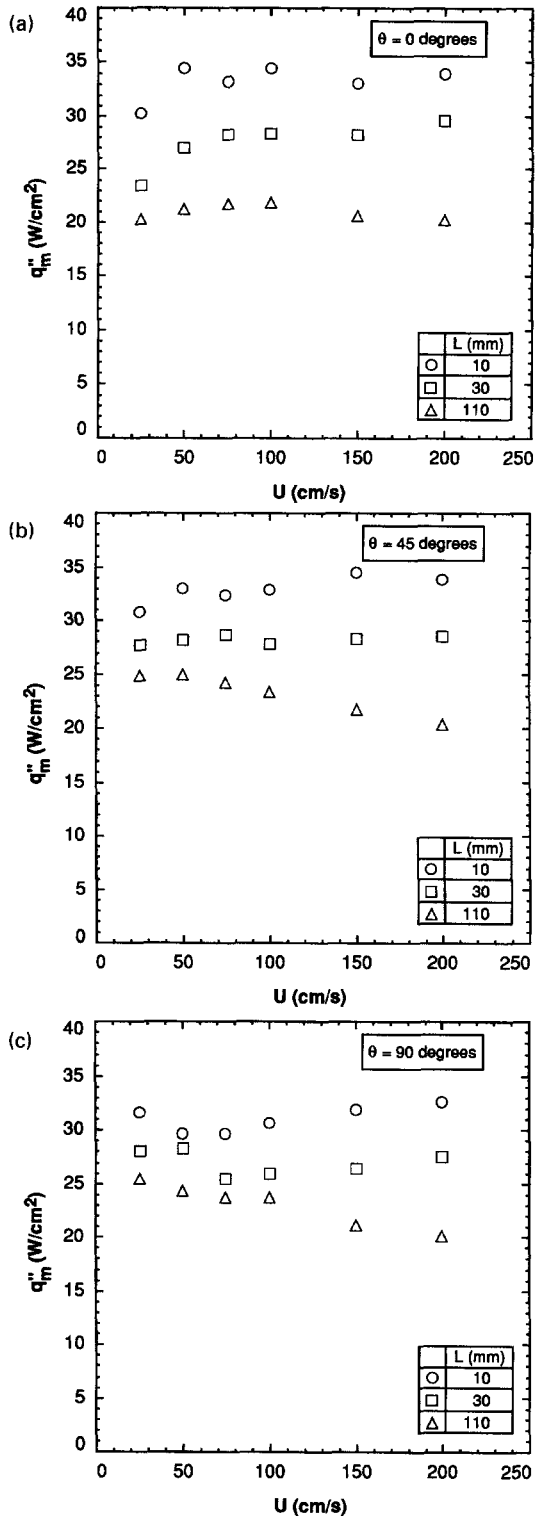 (a)
θ = 0 degrees
40
35
30
25
20
15
10
5
0
q''m (W/cm²)
L (mm)
○ 10
□ 30
△ 110
0 50 100 150 200 250
U (cm/s)
(b)
θ = 45 degrees
40
35
30
25
20
15
10
5
0
q''m (W/cm²)
L (mm)
○ 10
□ 30
△ 110
0 50 100 150 200 250
U (cm/s)
(c)
θ = 90 degrees
40
35
30
25
20
15
10
5
0
q''m (W/cm²)
L (mm)
○ 10
□ 30
△ 110
0 50 100 150 200 250
U (cm/s)